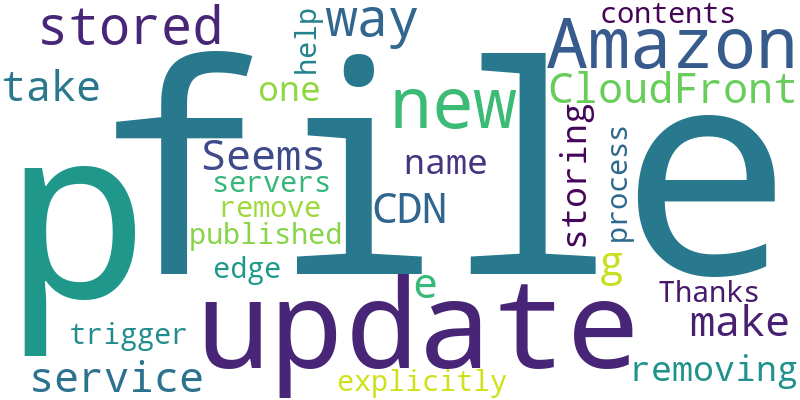 stored
help
way
contents
Amazon
take
one
new
CloudFront
file
p
Seems
name
storing
process
servers
remove
CDN
published
edge
e
g
update
Thanks
make
trigger
service
explicitly
removing